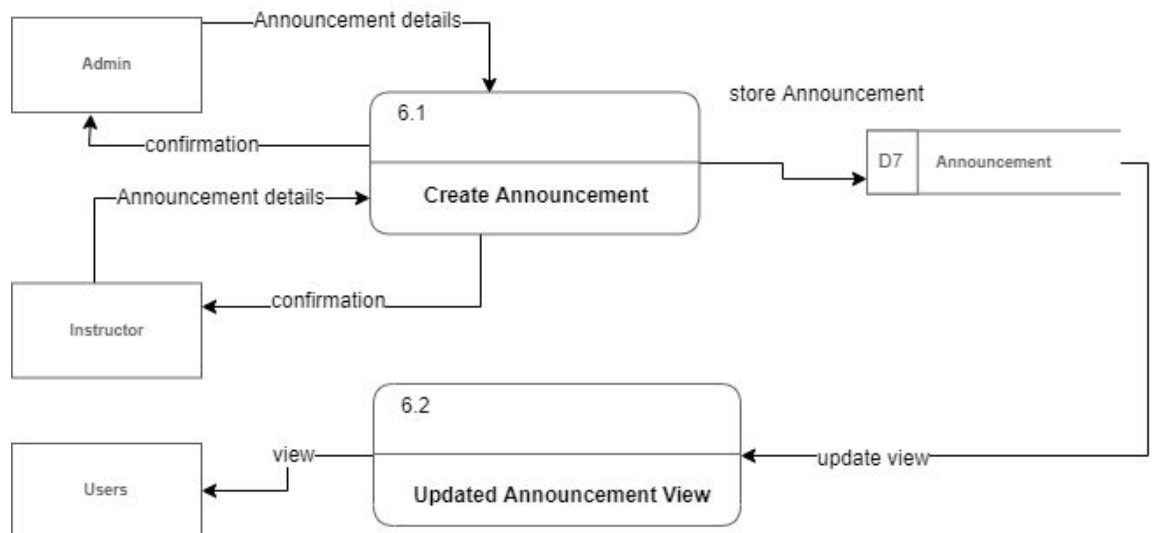 Announcement details
Admin
6.1
store Announcement
confirmation
D7
Announcement
Announcement details
Create Announcement
confirmation
Instructor
6.2
view
update view
Users
Updated Announcement View